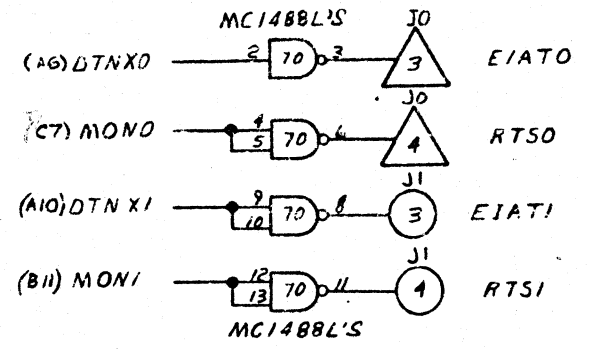 MC1488L'S
J0
(A6) DTNX0 2 70 3 3 EIAT0
J0
(C7) MON0 4 5 70 6 4 RTS0
J1
(A10) DTNX1 9 10 70 8 3 EIAT1
J1
(B11) MON1 12 13 70 11 4 RTS1
MC1488L'S